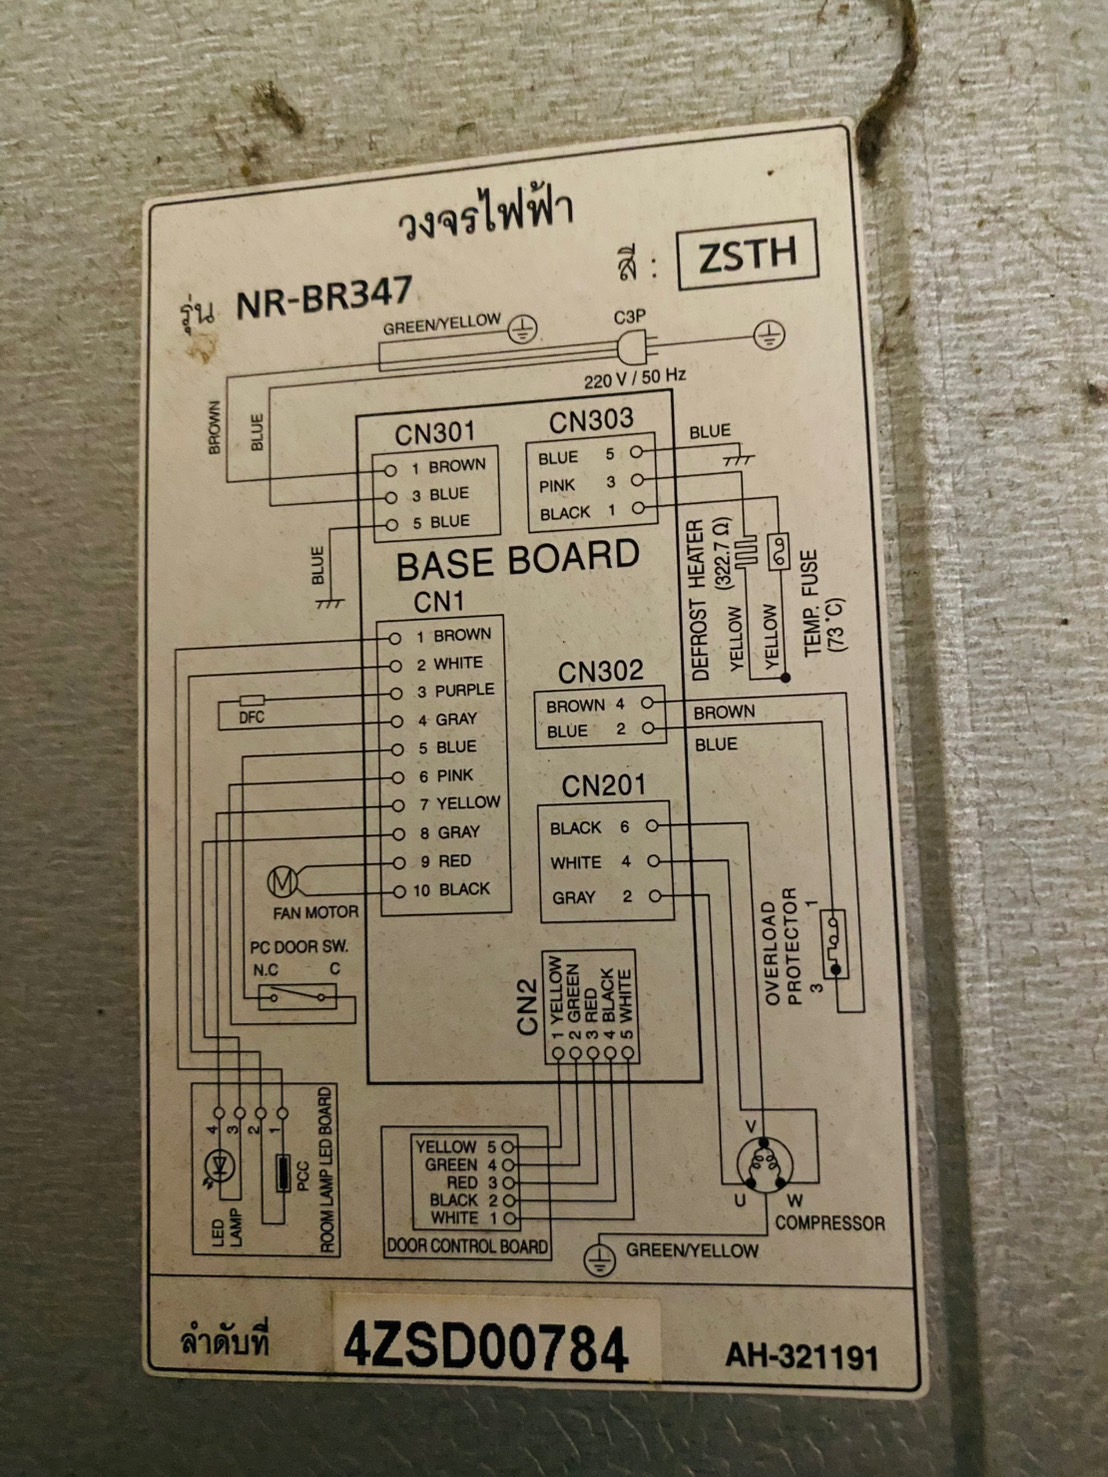 วงจรไฟฟ้า
รุ่น NR-BR347
สี : ZSTH
GREEN/YELLOW
C3P
220 V / 50 Hz
BROWN
BLUE
CN301
1 BROWN
3 BLUE
5 BLUE
BLUE
CN303
BLUE 5
PINK 3
BLACK 1
BLUE
BASE BOARD
DEFROST HEATER
(322.7 Ω)
YELLOW
YELLOW
TEMP. FUSE
(73 °C)
CN1
1 BROWN
2 WHITE
3 PURPLE
4 GRAY
5 BLUE
6 PINK
7 YELLOW
8 GRAY
9 RED
10 BLACK
DFC
M
FAN MOTOR
PC DOOR SW.
N.C C
CN302
BROWN 4
BLUE 2
BROWN
BLUE
CN201
BLACK 6
WHITE 4
GRAY 2
OVERLOAD
PROTECTOR
1
3
CN2
1 YELLOW
2 GREEN
3 RED
4 BLACK
5 WHITE
4 3 2 1
LED
LAMP
PCC
ROOM LAMP LED BOARD
YELLOW 5
GREEN 4
RED 3
BLACK 2
WHITE 1
DOOR CONTROL BOARD
V
U W
COMPRESSOR
GREEN/YELLOW
ลำดับที่ 4ZSD00784 AH-321191